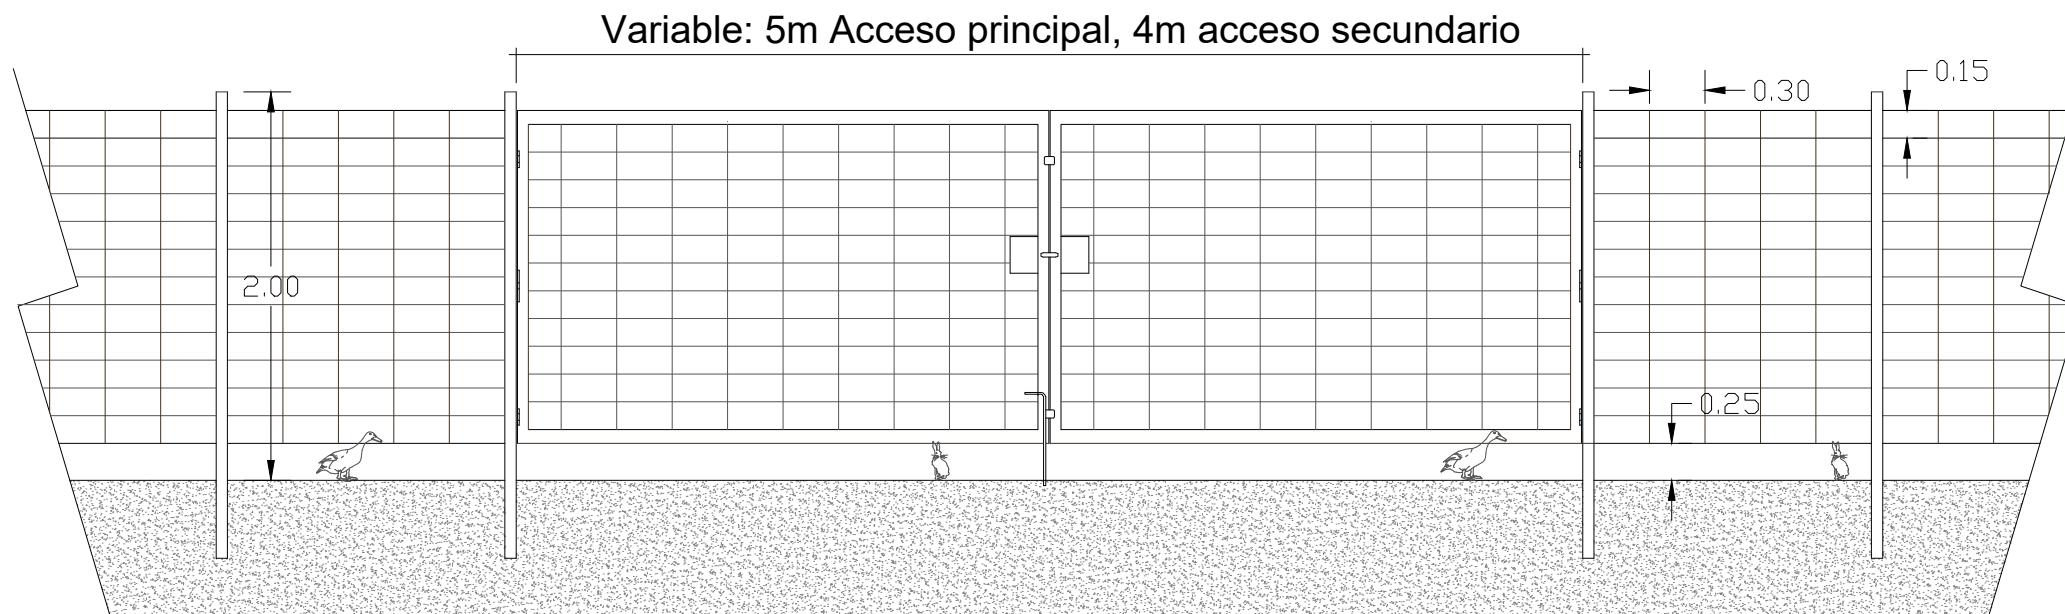 Variable: 5m Acceso principal, 4m acceso secundario
0.15
0.30
2.00
0.25